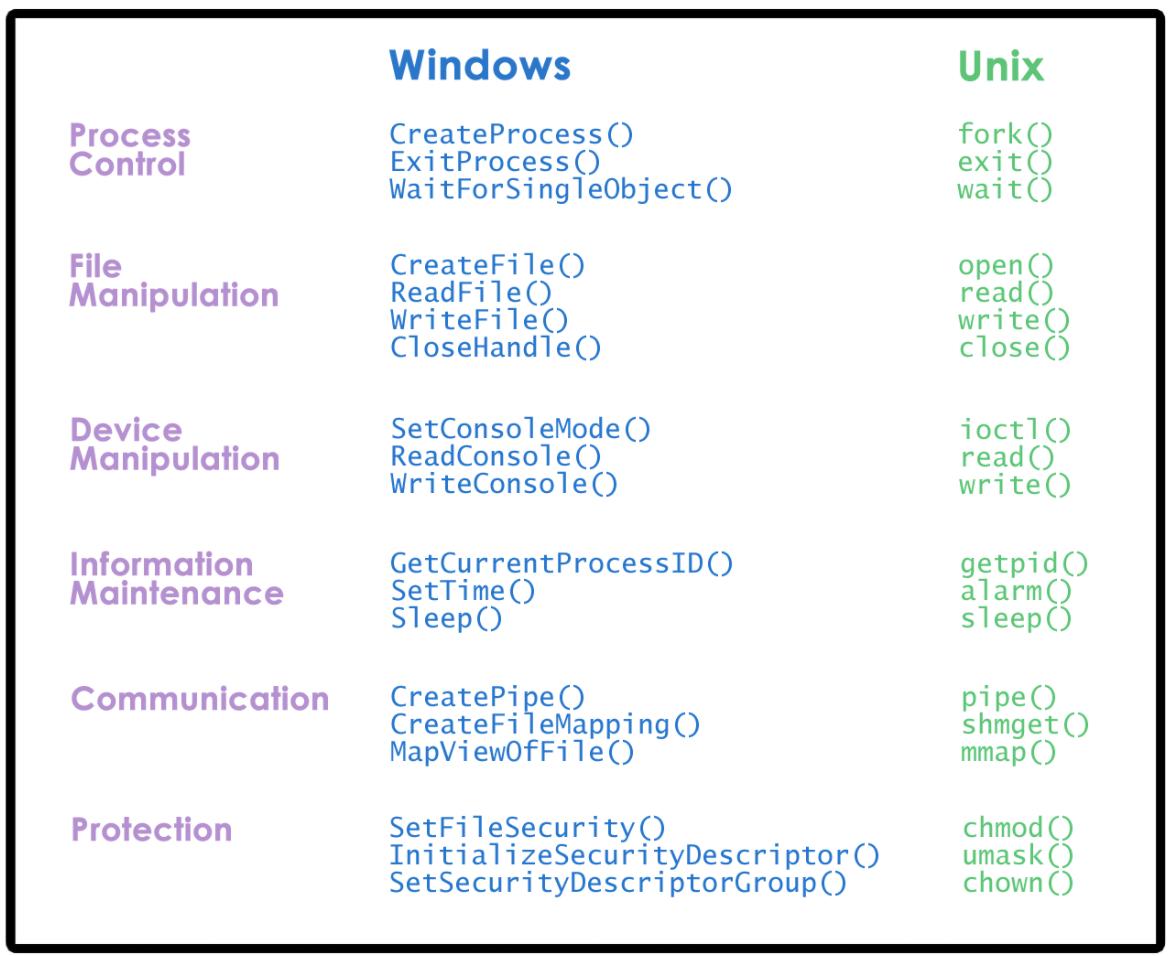 Windows Unix
Process Control
CreateProcess() fork()
ExitProcess() exit()
WaitForSingleObject() wait()
File Manipulation
CreateFile() open()
ReadFile() read()
WriteFile() write()
CloseHandle() close()
Device Manipulation
SetConsoleMode() ioctl()
ReadConsole() read()
WriteConsole() write()
Information Maintenance
GetCurrentProcessID() getpid()
SetTime() alarm()
Sleep() sleep()
Communication
CreatePipe() pipe()
CreateFileMapping() shmget()
MapViewOfFile() mmap()
Protection
SetFileSecurity() chmod()
InitializeSecurityDescriptor() umask()
SetSecurityDescriptorGroup() chown()